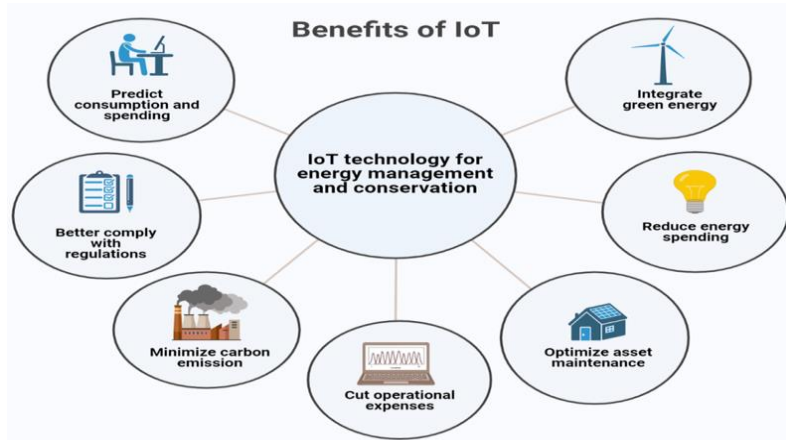 Benefits of IoT
Predict
consumption and
spending
Integrate
green energy
IoT technology for
energy management
and conservation
Better comply
with
regulations
Reduce energy
spending
Minimize carbon
emission
Cut operational
expenses
Optimize asset
maintenance